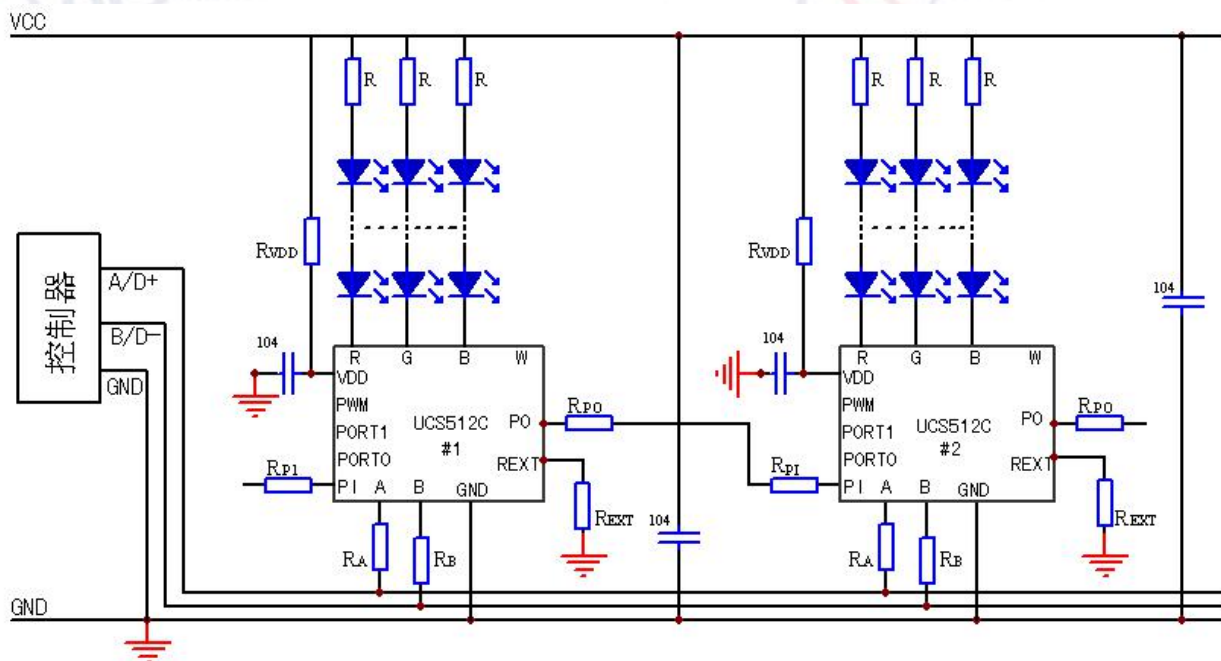 VCC
R R R R R R
RVDD RVDD
104
控制器
A/D+
B/D-
GND
104 104
R G B W R G B W
VDD VDD
PWM PWM
PORT1 UCS512C PO RPO PORT1 UCS512C PO RPO
PORT0 #1 REXT PORT0 #2 REXT
RPI PI A B GND RPI PI A B GND
REXT REXT
104
RA RB RA RB
GND